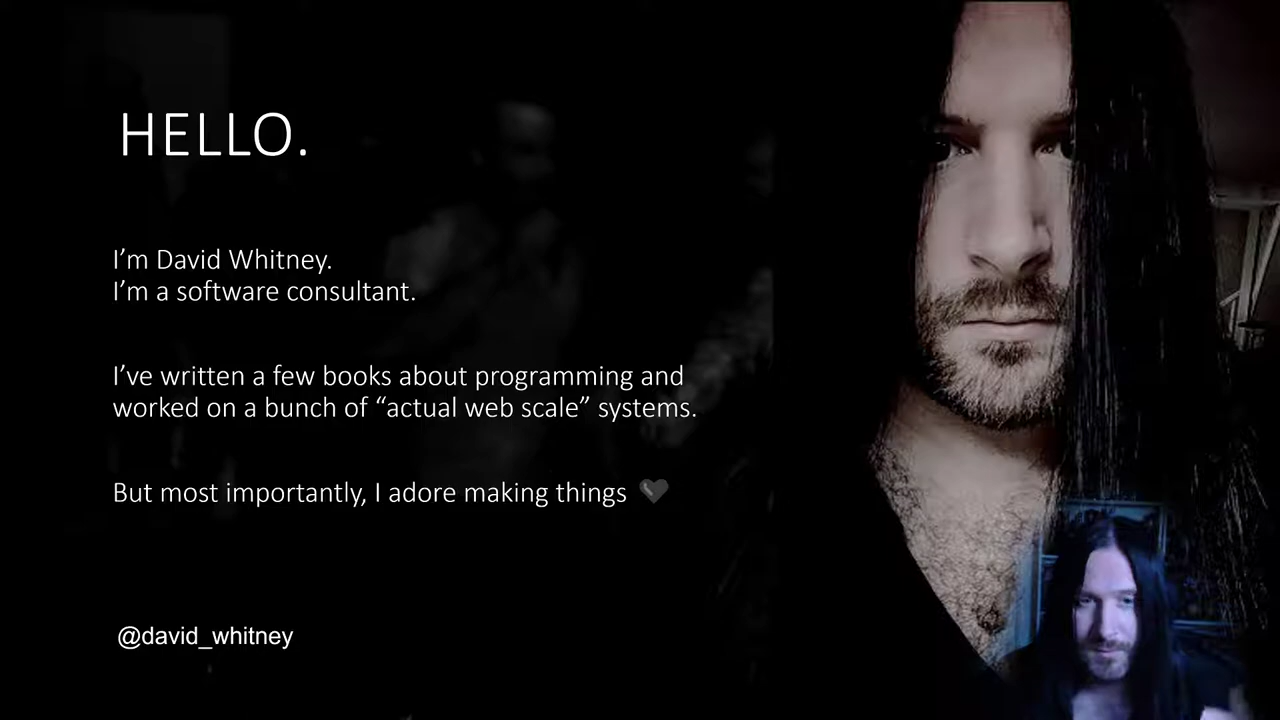 HELLO.
I’m David Whitney.
I’m a software consultant.
I’ve written a few books about programming and
worked on a bunch of “actual web scale” systems.
But most importantly, I adore making things 🖤
@david_whitney